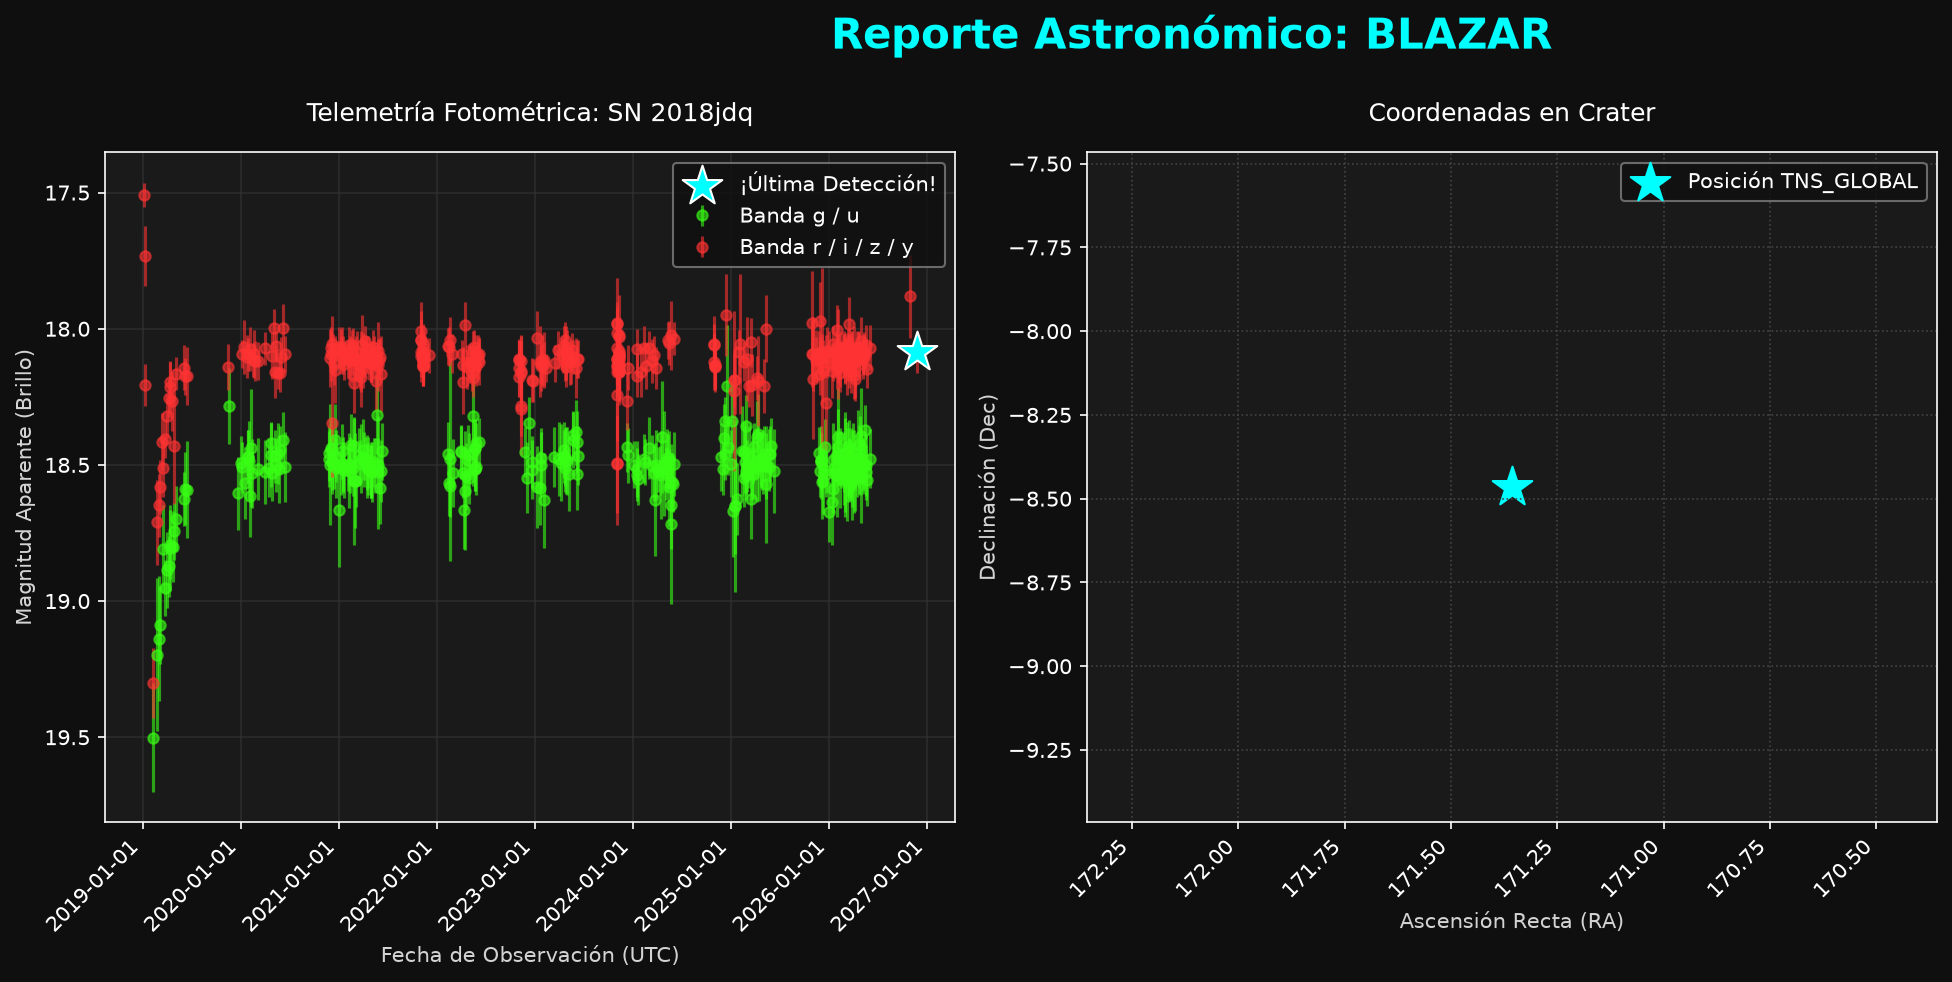 Reporte Astronómico: BLAZAR
Telemetría Fotométrica: SN 2018jdq
¡Última Detección!
Banda g / u
Banda r / i / z / y
Magnitud Aparente (Brillo)
17.5
18.0
18.5
19.0
19.5
2019-01-01
2020-01-01
2021-01-01
2022-01-01
2023-01-01
2024-01-01
2025-01-01
2026-01-01
2027-01-01
Fecha de Observación (UTC)
Coordenadas en Crater
Posición TNS_GLOBAL
Declinación (Dec)
−7.50
−7.75
−8.00
−8.25
−8.50
−8.75
−9.00
−9.25
172.25
172.00
171.75
171.50
171.25
171.00
170.75
170.50
Ascensión Recta (RA)